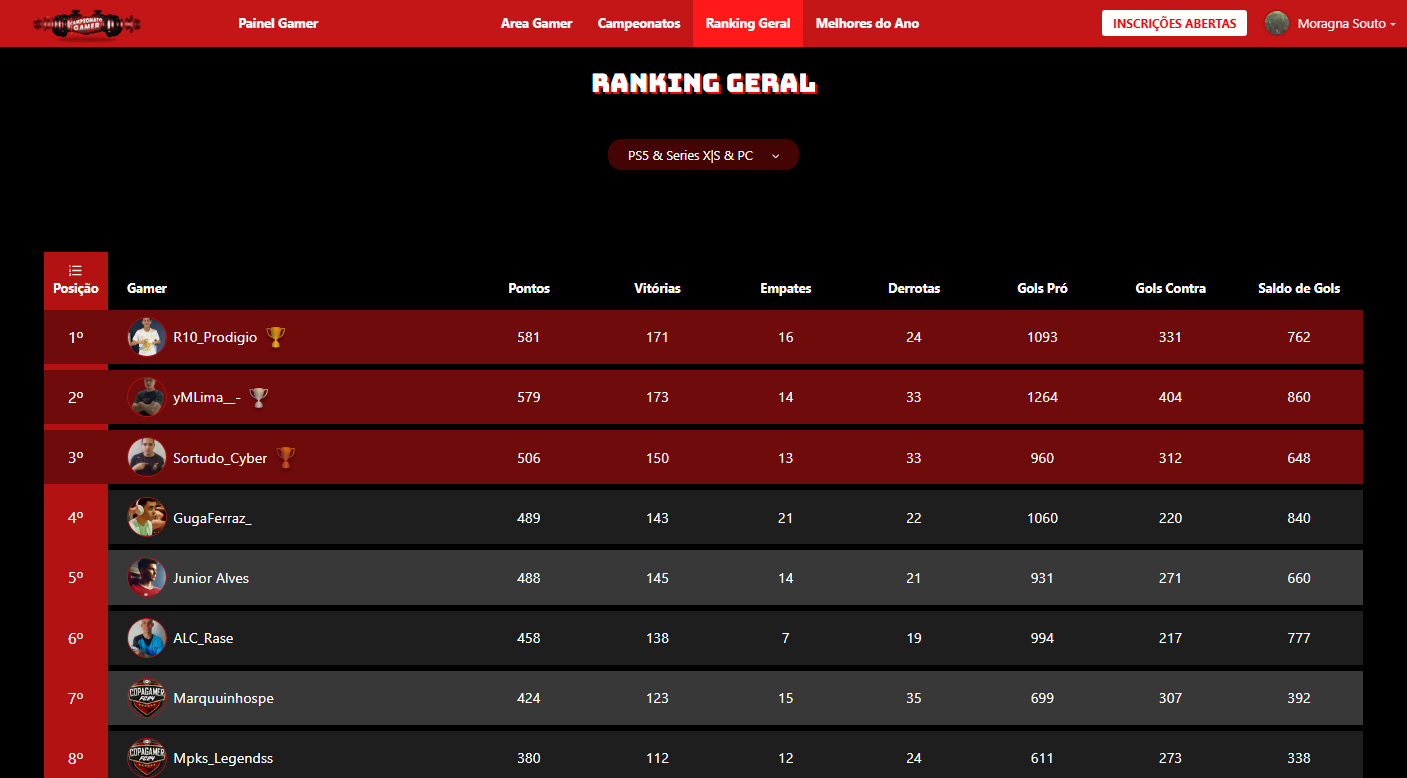 CAMPEONATO GAMER Painel Gamer Area Gamer Campeonatos Ranking Geral Melhores do Ano INSCRIÇÕES ABERTAS Moragna Souto
RANKING GERAL
PS5 & Series X|S & PC
Posição Gamer Pontos Vitórias Empates Derrotas Gols Pró Gols Contra Saldo de Gols
1º R10_Prodigio 581 171 16 24 1093 331 762
2º yMLima__- 579 173 14 33 1264 404 860
3º Sortudo_Cyber 506 150 13 33 960 312 648
4º GugaFerraz_ 489 143 21 22 1060 220 840
5º Junior Alves 488 145 14 21 931 271 660
6º ALC_Rase 458 138 7 19 994 217 777
COPAGAMER FC24
7º Marquuinhospe 424 123 15 35 699 307 392
COPAGAMER FC24
8º Mpks_Legendss 380 112 12 24 611 273 338